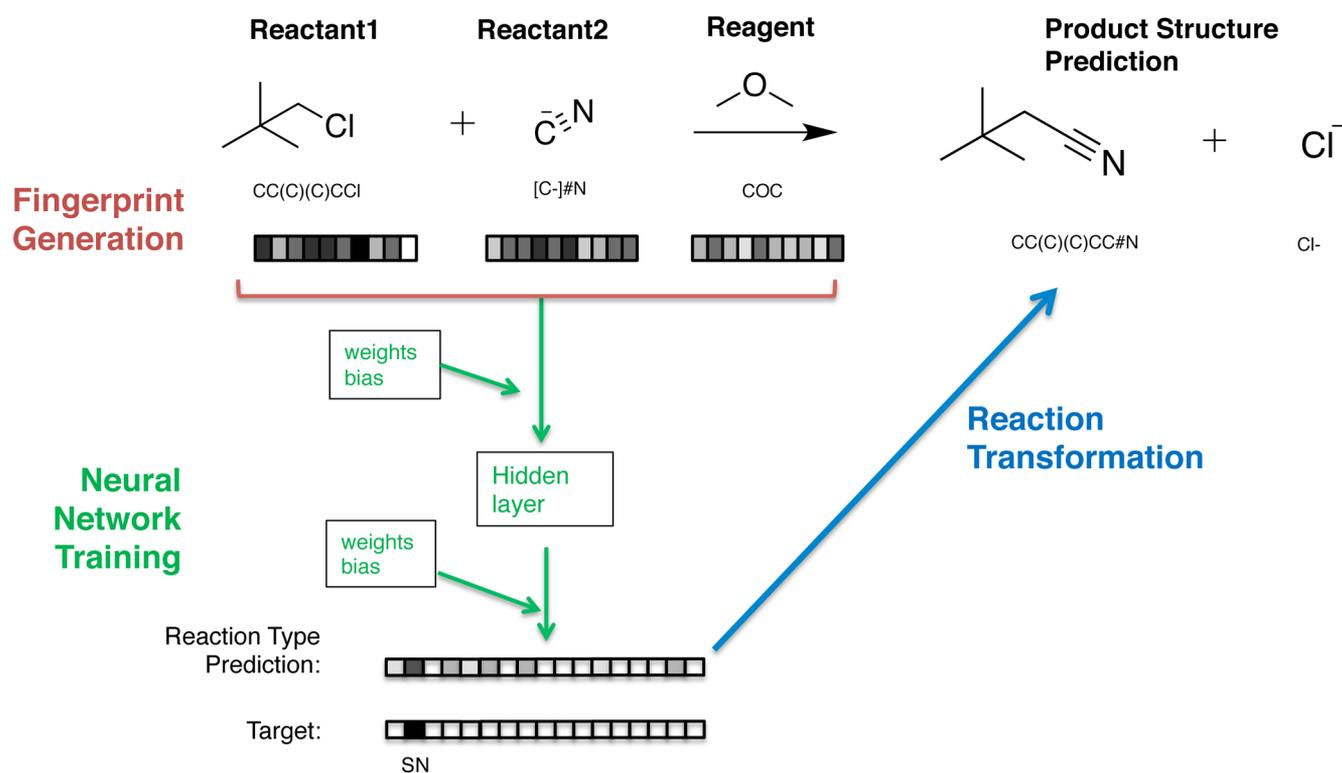 Reactant1
Reactant2
Reagent
Product Structure
Prediction
Cl
+
C̄
N
O
N
+
Cl⁻
Fingerprint
Generation
CC(C)(C)CCl
[C-]#N
COC
CC(C)(C)CC#N
Cl-
weights
bias
Hidden
layer
weights
bias
Neural
Network
Training
Reaction
Transformation
Reaction Type
Prediction:
Target:
SN